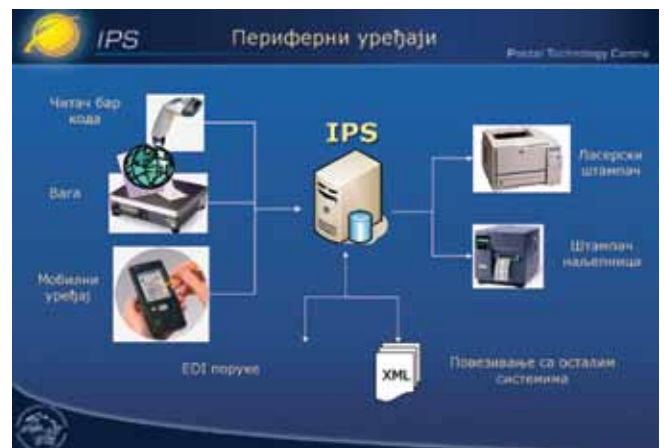 IPS
Периферни уређаји
Postal Technology Centre
Читач бар
кода
IPS
Ласерски
штампач
Вага
Штампач
наљепница
Мобилни
уређај
EDI поруке
XML
Повезивање са осталим
системима